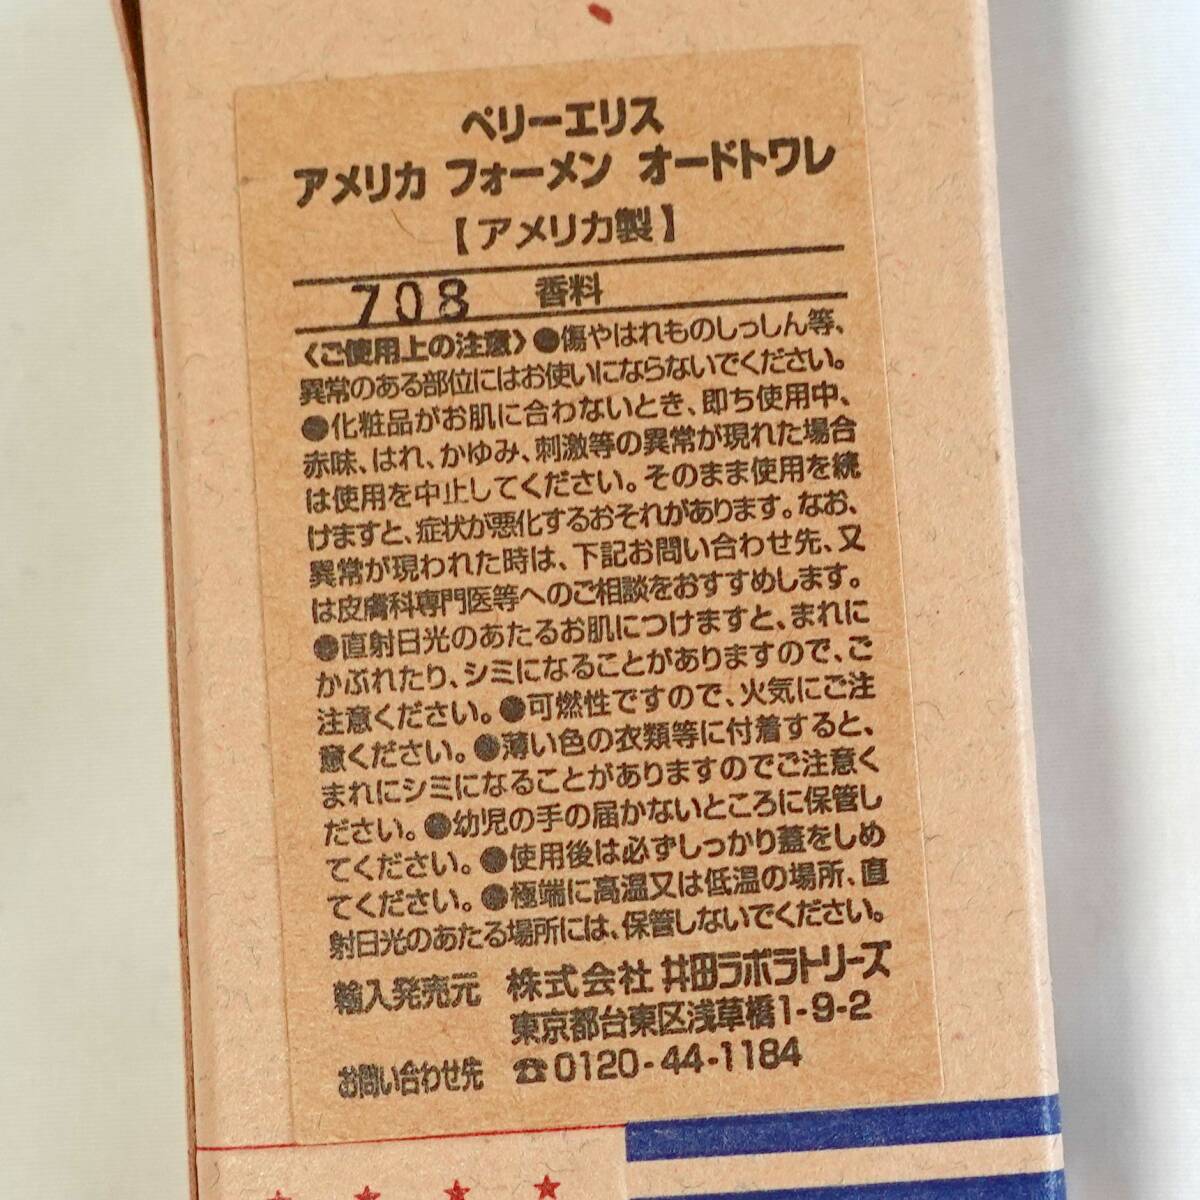 ペリーエリス
アメリカ フォーメン オードトワレ
【アメリカ製】
708 香料
〈ご使用上の注意〉●傷やはれものしっしん等、
異常のある部位にはお使いにならないでください。
●化粧品がお肌に合わないとき、即ち使用中、
赤味、はれ、かゆみ、刺激等の異常が現れた場合
は使用を中止してください。そのまま使用を続
けますと、症状が悪化するおそれがあります。なお、
異常が現われた時は、下記お問い合わせ先、又
は皮膚科専門医等へのご相談をおすすめします。
●直射日光のあたるお肌につけますと、まれに
かぶれたり、シミになることがありますので、ご
注意ください。●可燃性ですので、火気にご注
意ください。●薄い色の衣類等に付着すると、
まれにシミになることがありますのでご注意く
ださい。●幼児の手の届かないところに保管し
てください。●使用後は必ずしっかり蓋をしめ
てください。●極端に高温又は低温の場所、直
射日光のあたる場所には、保管しないでください。
輸入発売元 株式会社 井田ラボラトリーズ
東京都台東区浅草橋1-9-2
お問い合わせ先 ☎0120-44-1184